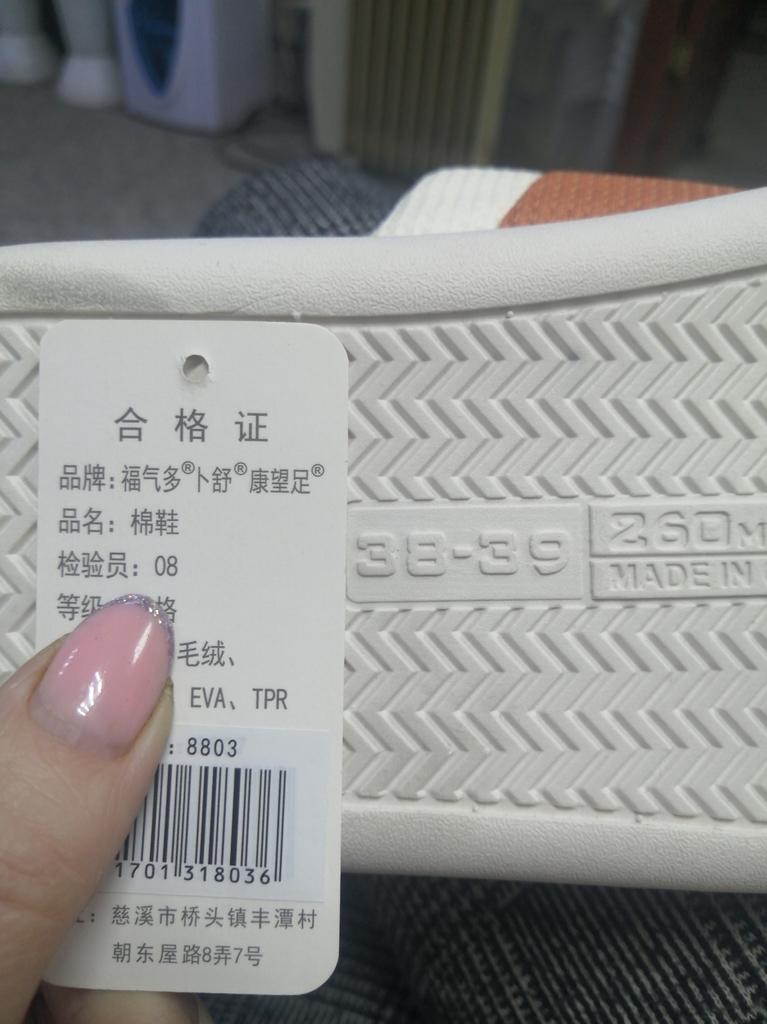 合格证
品牌:福气多®卜舒®康望足®
品名:棉鞋
检验员:08
等级 格
毛绒、
EVA、TPR
: 8803
1701318036
: 慈溪市桥头镇丰潭村
朝东屋路8弄7号
38-39
260M
MADE IN